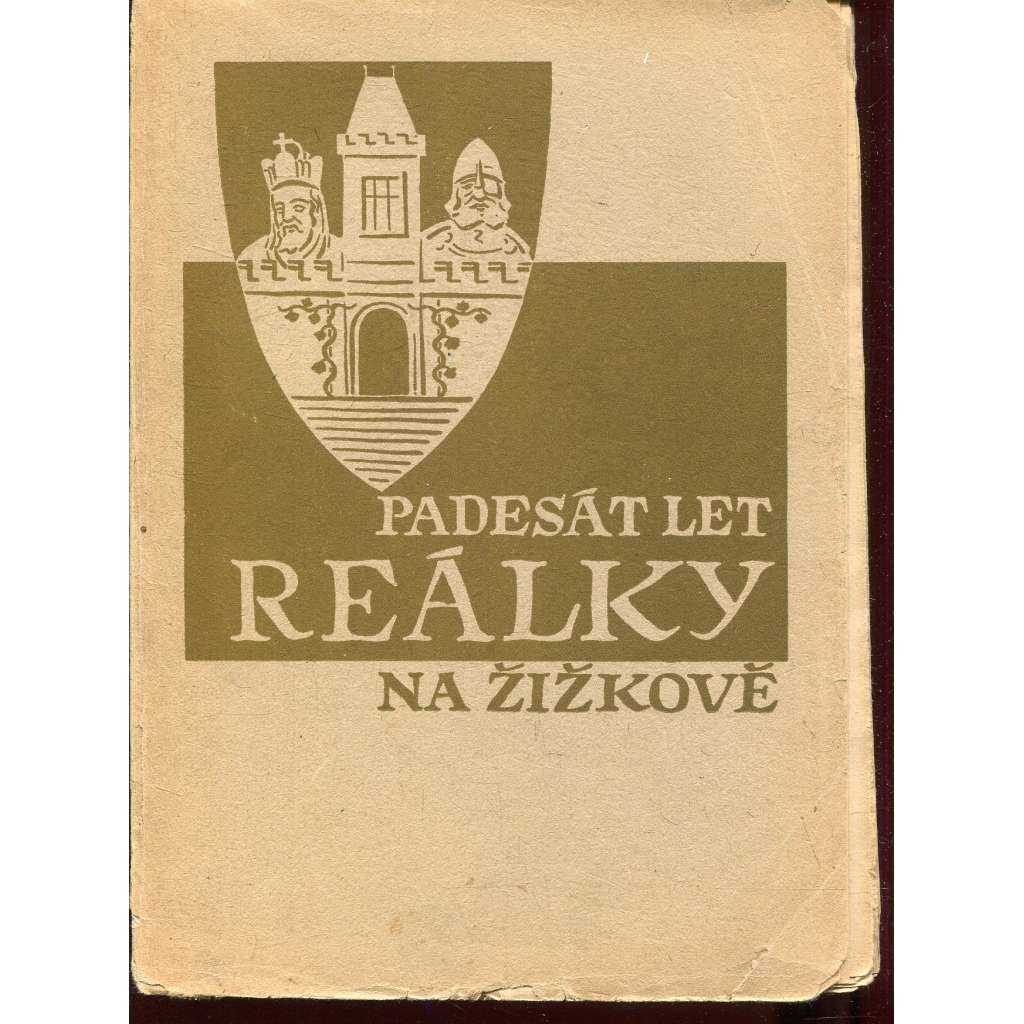 PADESÁT LET
REÁLKY
NA ŽIŽKOVĚ